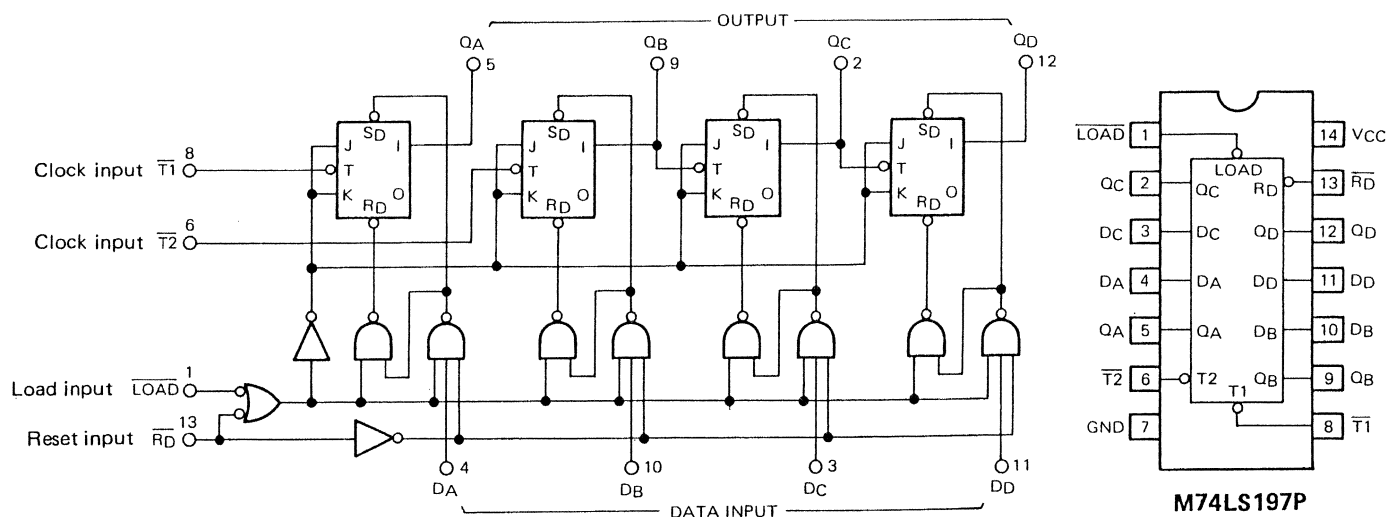 OUTPUT
QA QB QC QD
5 9 2 12
SD SD SD SD
J I J I J I J I
Clock input T1 8
T T T T
K O K O K O K O
RD RD RD RD
Clock input T2 6
Load input LOAD 1
Reset input RD 13
4 10 3 11
DA DB DC DD
DATA INPUT
LOAD 1 14 VCC
LOAD
QC 2 QC RD 13 RD
DC 3 DC QD 12 QD
DA 4 DA DD 11 DD
QA 5 QA DB 10 DB
T2 6 T2 QB 9 QB
T1
GND 7 8 T1
M74LS197P